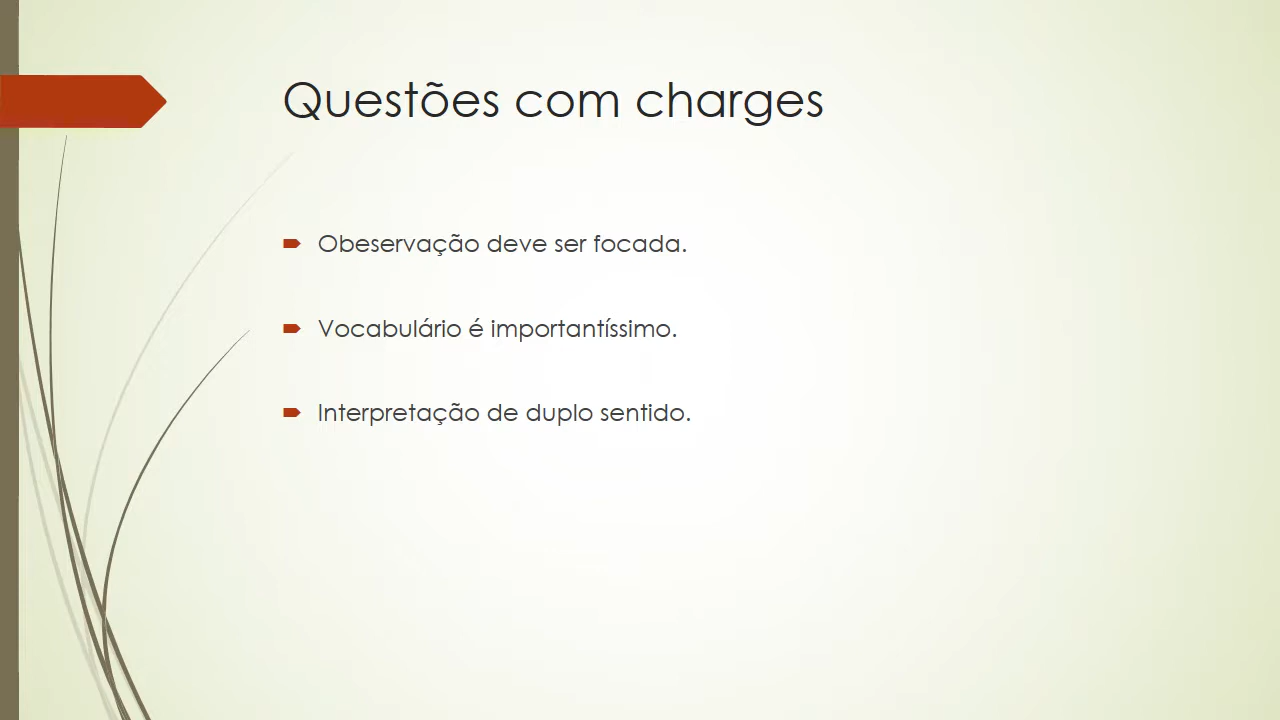 Questões com charges
Obeservação deve ser focada.
Vocabulário é importantíssimo.
Interpretação de duplo sentido.